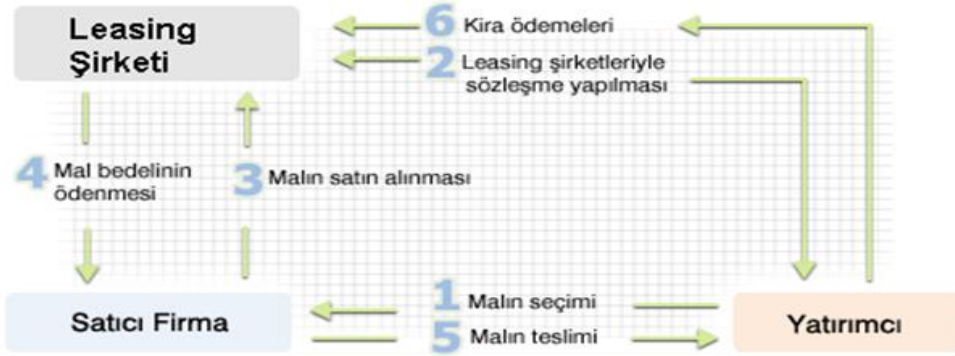 Leasing
Şirketi
6 Kira ödemeleri
2 Leasing şirketleriyle
sözleşme yapılması
4 Mal bedelinin
ödenmesi
3 Malın satın alınması
1 Malın seçimi
5 Malın teslimi
Satıcı Firma
Yatırımcı